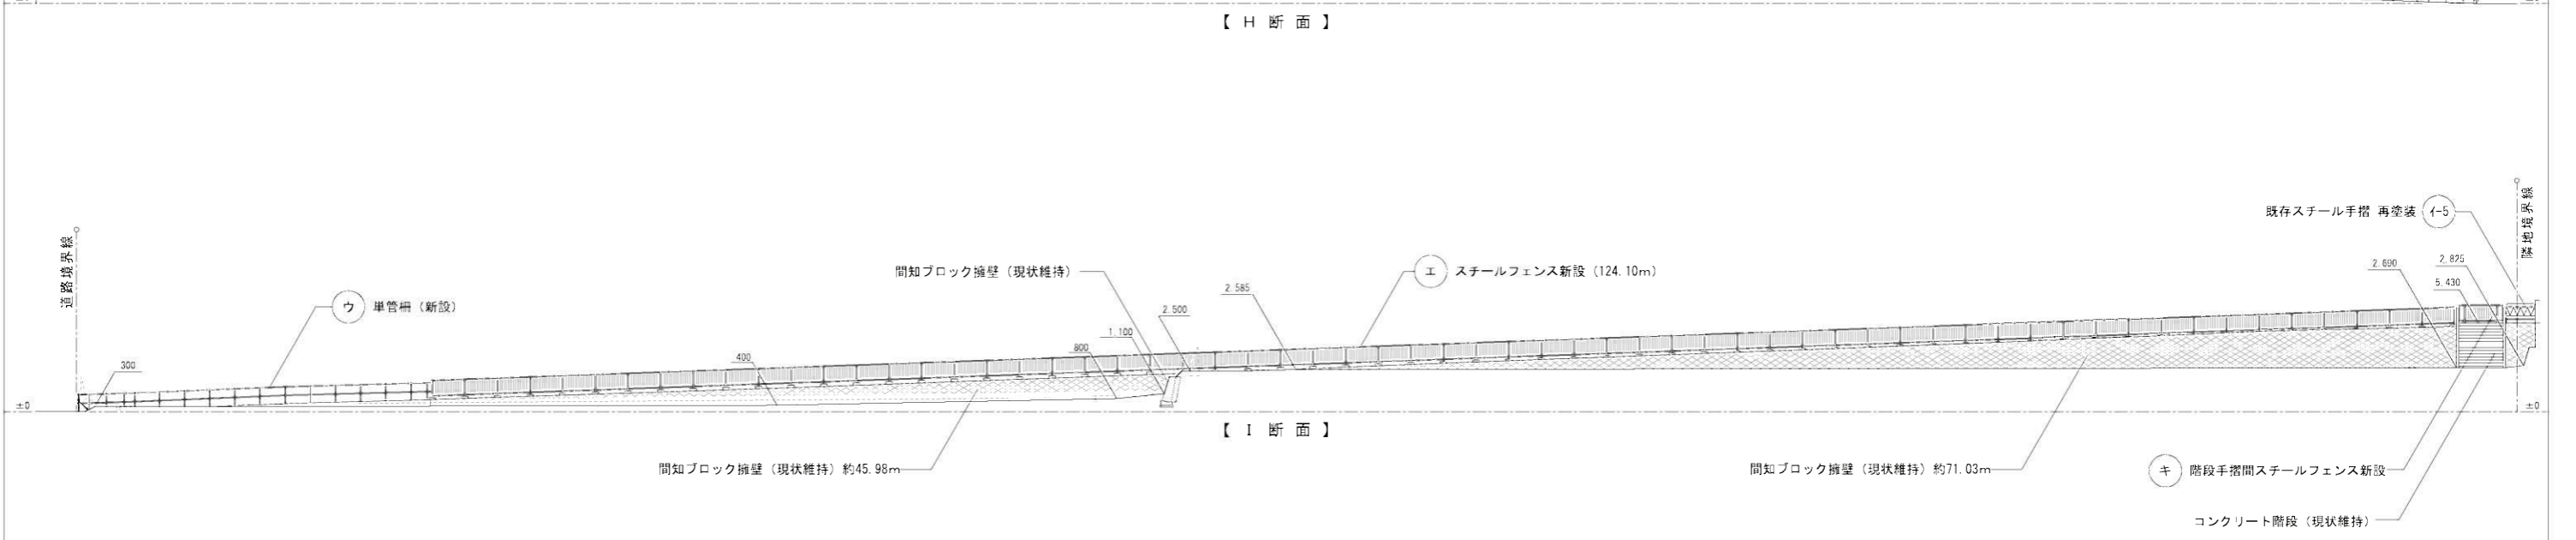 【 H 断 面 】
既存スチール手摺 再塗装 イ-5
道路境界線
隣地境界線
間知ブロック擁壁（現状維持）
エ スチールフェンス新設（124.10m）
2.690
2.825
5.430
2.585
ウ 単管柵（新設）
2.500
1.100
800
400
300
±0
±0
【 I 断 面 】
間知ブロック擁壁（現状維持）約45.98m
間知ブロック擁壁（現状維持）約71.03m
キ 階段手摺間スチールフェンス新設
コンクリート階段（現状維持）